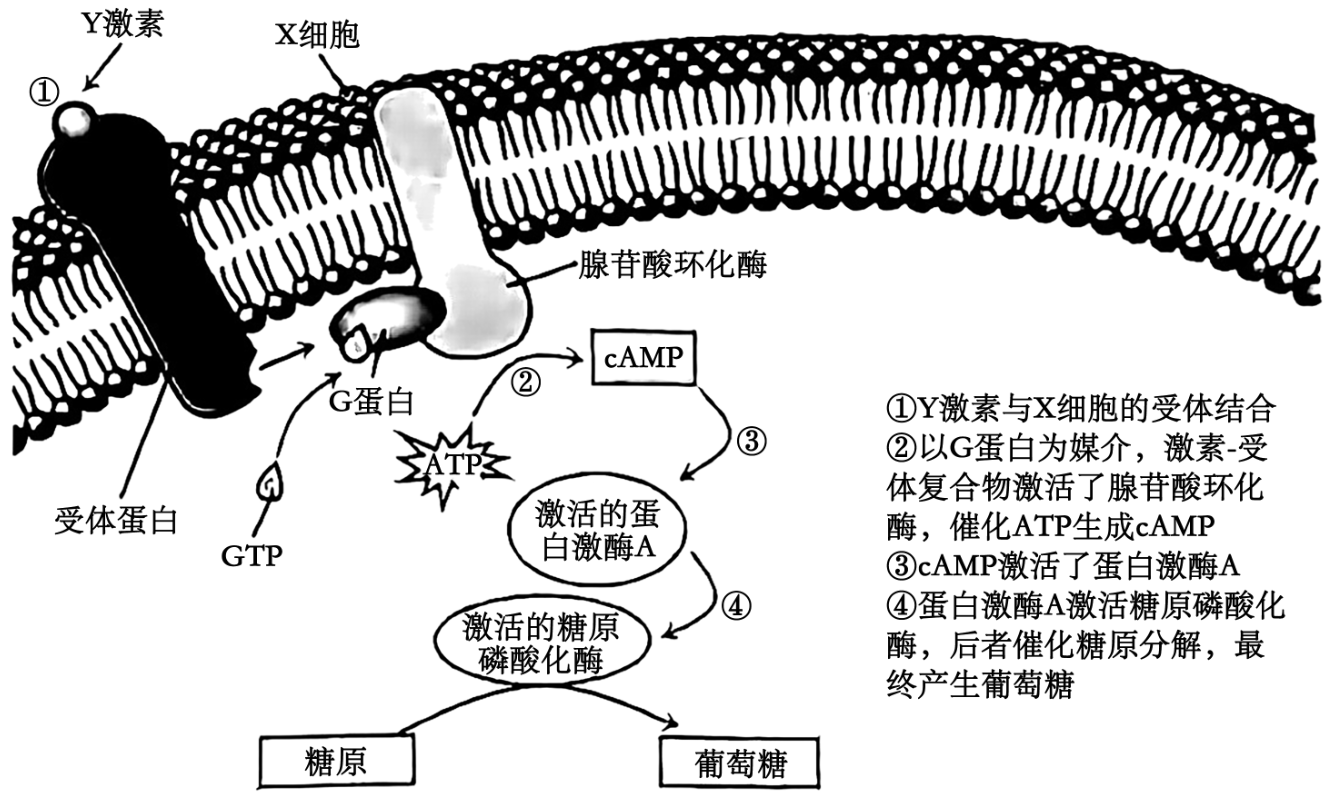 Y激素
X细胞
①
腺苷酸环化酶
cAMP
②
G蛋白
③
ATP
受体蛋白
GTP
激活的蛋
白激酶A
④
激活的糖原
磷酸化酶
糖原
葡萄糖
①Y激素与X细胞的受体结合
②以G蛋白为媒介，激素-受
体复合物激活了腺苷酸环化
酶，催化ATP生成cAMP
③cAMP激活了蛋白激酶A
④蛋白激酶A激活糖原磷酸化
酶，后者催化糖原分解，最
终产生葡萄糖